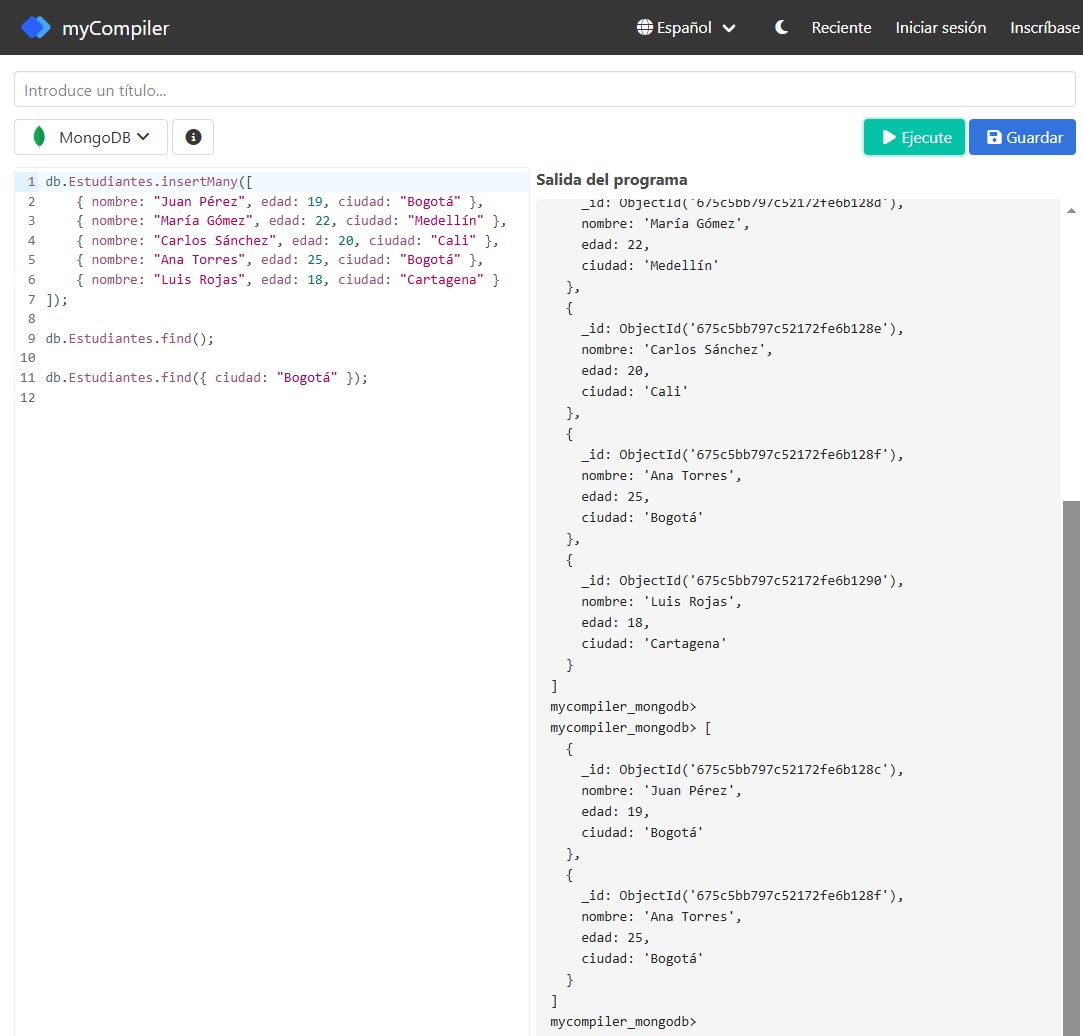 myCompiler
Español
Reciente
Iniciar sesión
Inscríbase
Introduce un título...
MongoDB
Ejecute
Guardar
1 db.Estudiantes.insertMany([
2     { nombre: "Juan Pérez", edad: 19, ciudad: "Bogotá" },
3     { nombre: "María Gómez", edad: 22, ciudad: "Medellín" },
4     { nombre: "Carlos Sánchez", edad: 20, ciudad: "Cali" },
5     { nombre: "Ana Torres", edad: 25, ciudad: "Bogotá" },
6     { nombre: "Luis Rojas", edad: 18, ciudad: "Cartagena" }
7 ]);
8
9 db.Estudiantes.find();
10
11 db.Estudiantes.find({ ciudad: "Bogotá" });
12
Salida del programa
    _id: ObjectId('675c5bb797c52172fe6b128d'),
    nombre: 'María Gómez',
    edad: 22,
    ciudad: 'Medellín'
  },
  {
    _id: ObjectId('675c5bb797c52172fe6b128e'),
    nombre: 'Carlos Sánchez',
    edad: 20,
    ciudad: 'Cali'
  },
  {
    _id: ObjectId('675c5bb797c52172fe6b128f'),
    nombre: 'Ana Torres',
    edad: 25,
    ciudad: 'Bogotá'
  },
  {
    _id: ObjectId('675c5bb797c52172fe6b1290'),
    nombre: 'Luis Rojas',
    edad: 18,
    ciudad: 'Cartagena'
  }
]
mycompiler_mongodb>
mycompiler_mongodb> [
  {
    _id: ObjectId('675c5bb797c52172fe6b128c'),
    nombre: 'Juan Pérez',
    edad: 19,
    ciudad: 'Bogotá'
  },
  {
    _id: ObjectId('675c5bb797c52172fe6b128f'),
    nombre: 'Ana Torres',
    edad: 25,
    ciudad: 'Bogotá'
  }
]
mycompiler_mongodb>